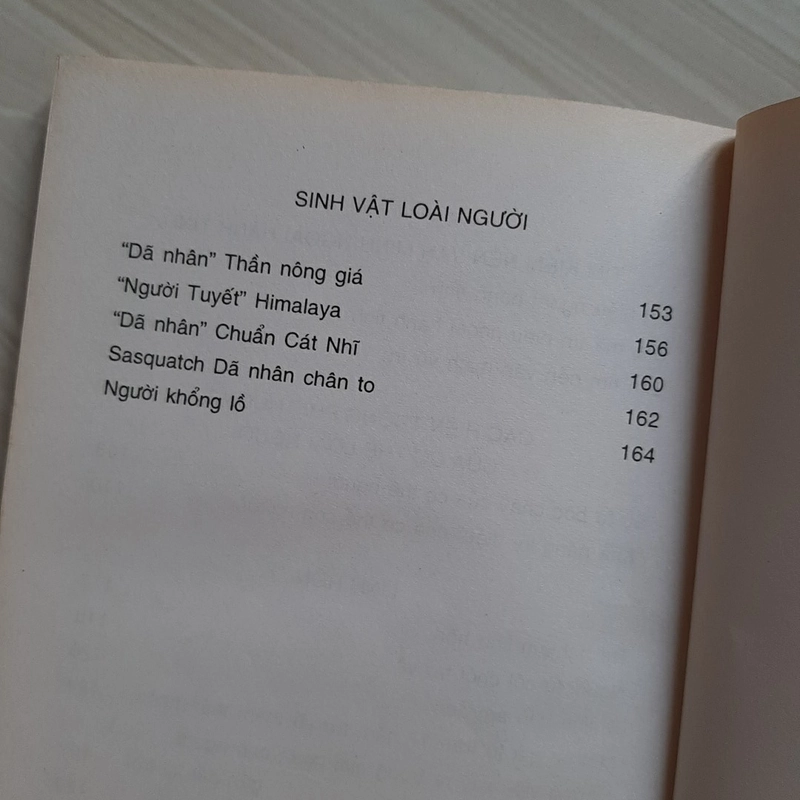 SINH VẬT LOÀI NGƯỜI
“Dã nhân” Thần nông giá 153
“Người Tuyết” Himalaya 156
“Dã nhân” Chuẩn Cát Nhĩ 160
Sasquatch Dã nhân chân to 162
Người khổng lồ 164